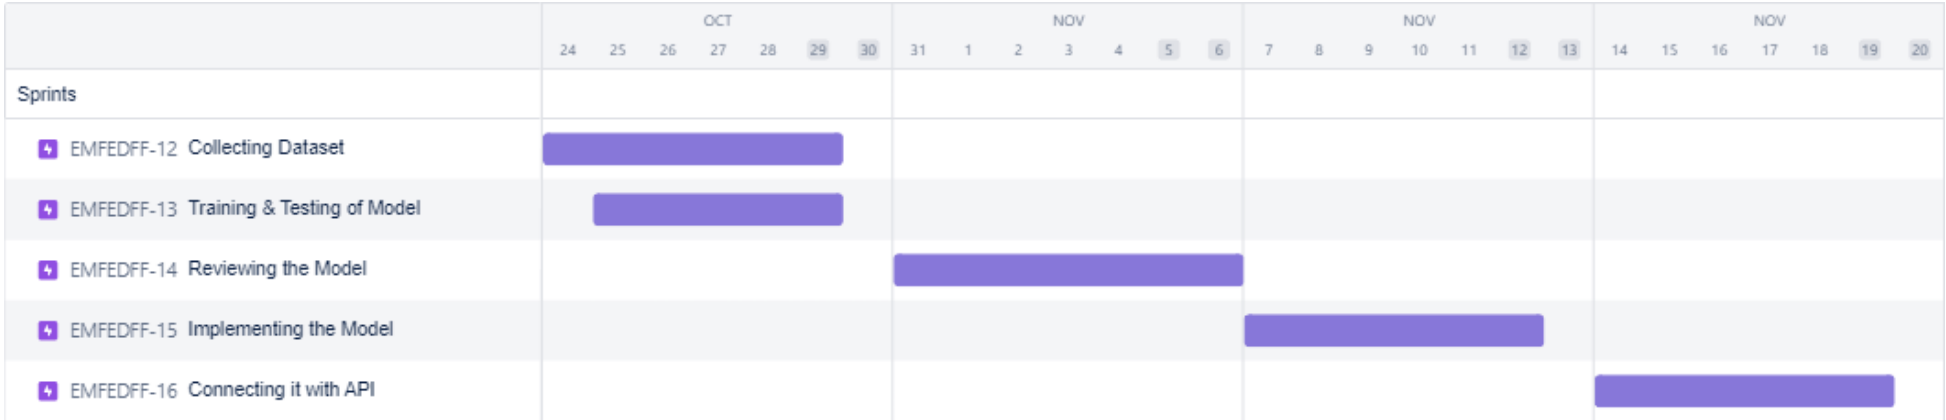 OCT NOV NOV NOV
24 25 26 27 28 29 30 31 1 2 3 4 5 6 7 8 9 10 11 12 13 14 15 16 17 18 19 20
Sprints
EMFEDFF-12 Collecting Dataset
EMFEDFF-13 Training & Testing of Model
EMFEDFF-14 Reviewing the Model
EMFEDFF-15 Implementing the Model
EMFEDFF-16 Connecting it with API